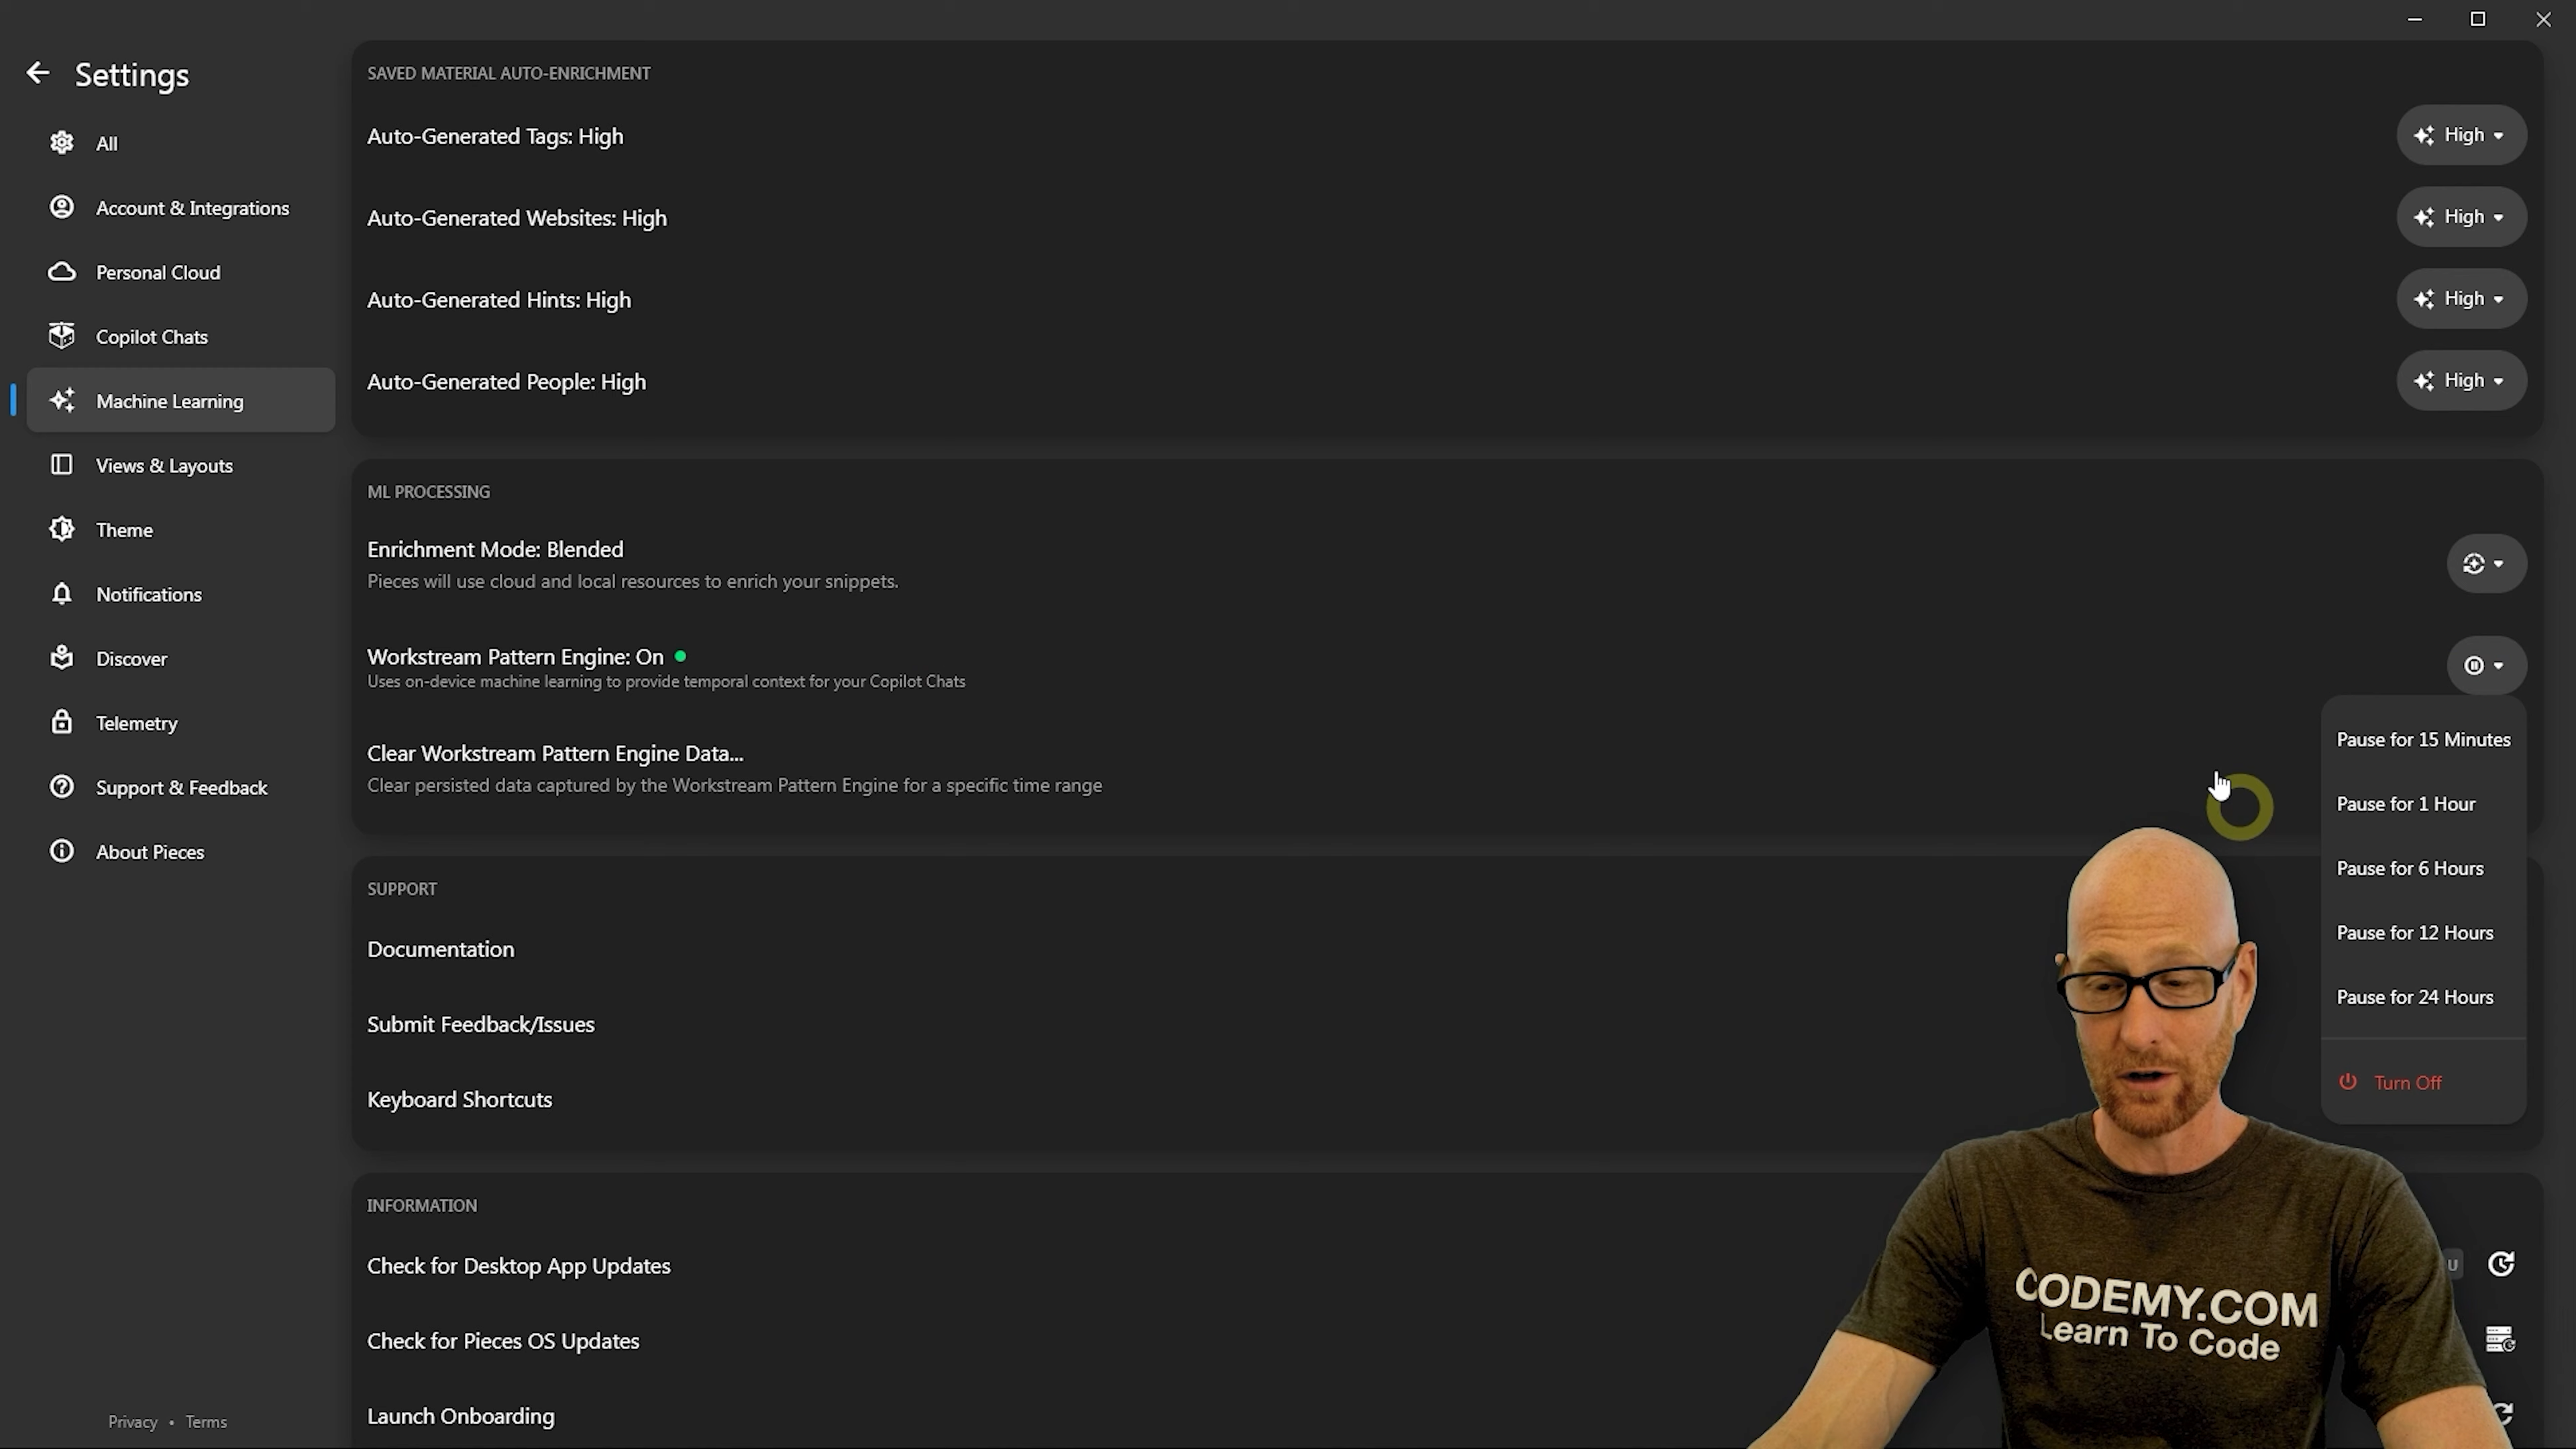 Settings
All
Account & Integrations
Personal Cloud
Copilot Chats
Machine Learning
Views & Layouts
Theme
Notifications
Discover
Telemetry
Support & Feedback
About Pieces
Privacy • Terms
SAVED MATERIAL AUTO-ENRICHMENT
Auto-Generated Tags: High
High
Auto-Generated Websites: High
High
Auto-Generated Hints: High
High
Auto-Generated People: High
High
ML PROCESSING
Enrichment Mode: Blended
Pieces will use cloud and local resources to enrich your snippets.
Workstream Pattern Engine: On
Uses on-device machine learning to provide temporal context for your Copilot Chats
Clear Workstream Pattern Engine Data...
Clear persisted data captured by the Workstream Pattern Engine for a specific time range
Pause for 15 Minutes
Pause for 1 Hour
Pause for 6 Hours
Pause for 12 Hours
Pause for 24 Hours
Turn Off
SUPPORT
Documentation
Submit Feedback/Issues
Keyboard Shortcuts
INFORMATION
Check for Desktop App Updates
U
Check for Pieces OS Updates
Launch Onboarding
CODEMY.COM
Learn To Code